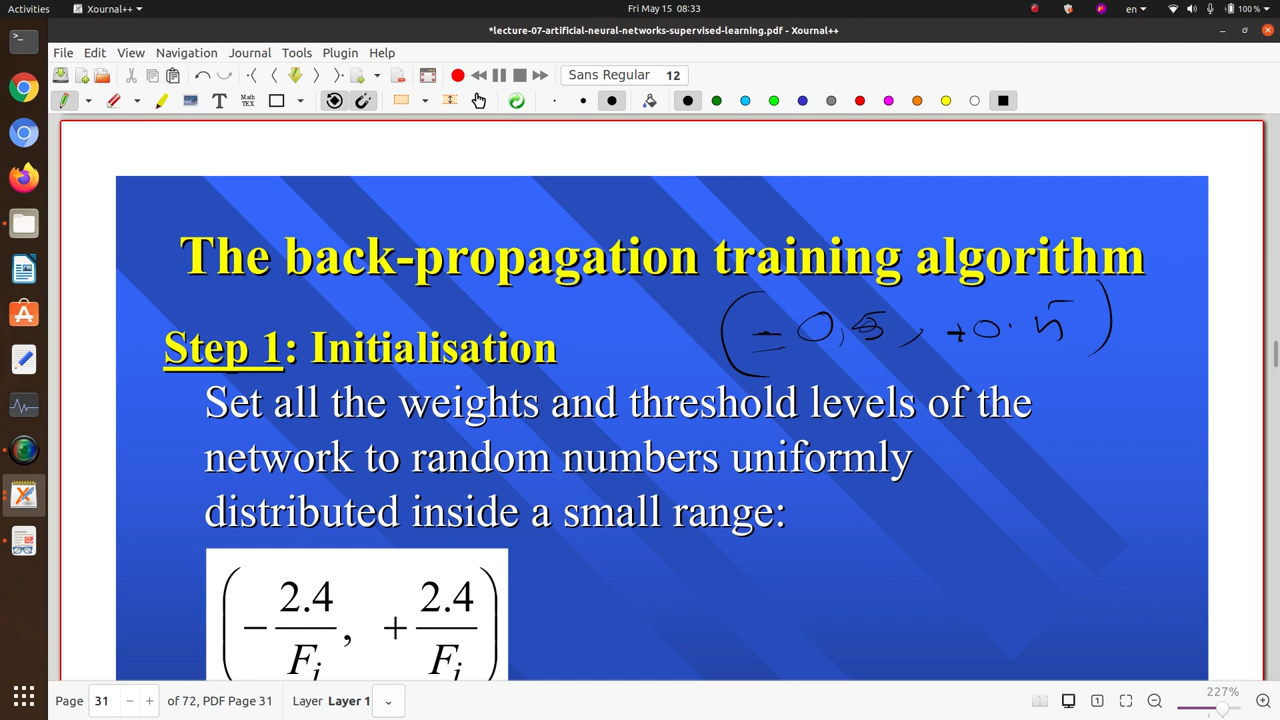 Activities Xournal++ Fri May 15 08:33 en 100 %
*lecture-07-artificial-neural-networks-supervised-learning.pdf - Xournal++
File Edit View Navigation Journal Tools Plugin Help
Sans Regular 12
The back-propagation training algorithm
(-0,5, +0.5)
Step 1: Initialisation
Set all the weights and threshold levels of the
network to random numbers uniformly
distributed inside a small range:
(− 2.4/Fi, + 2.4/Fi)
Page 31 − + of 72, PDF Page 31 Layer Layer 1 227%